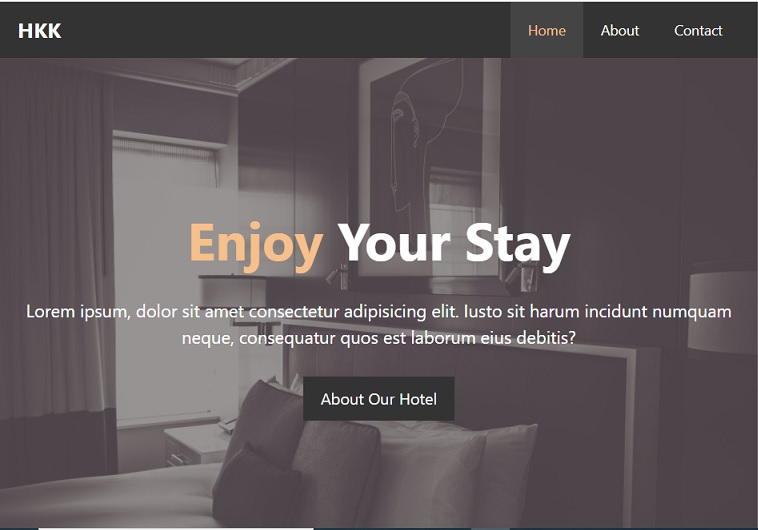 HKK
Home About Contact
Enjoy Your Stay
Lorem ipsum, dolor sit amet consectetur adipisicing elit. Iusto sit harum incidunt numquam
neque, consequatur quos est laborum eius debitis?
About Our Hotel